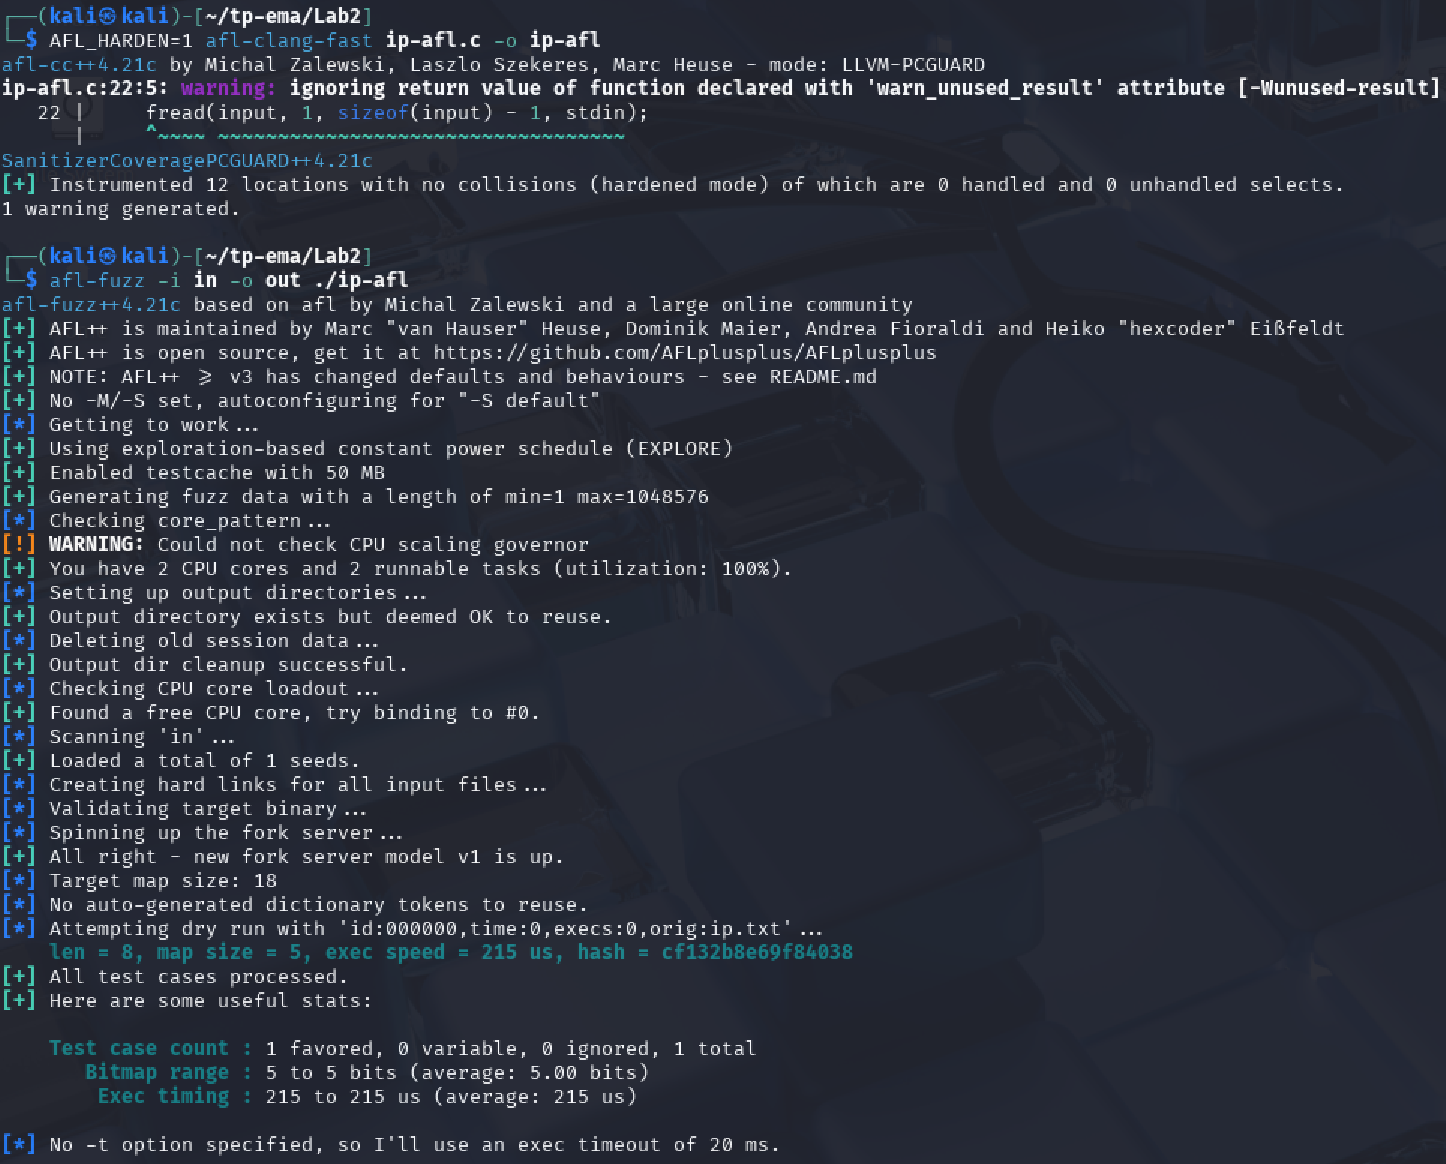 ┌──(kali㉿kali)-[~/tp-ema/Lab2]
└─$ AFL_HARDEN=1 afl-clang-fast ip-afl.c -o ip-afl
afl-cc++4.21c by Michal Zalewski, Laszlo Szekeres, Marc Heuse - mode: LLVM-PCGUARD
ip-afl.c:22:5: warning: ignoring return value of function declared with 'warn_unused_result' attribute [-Wunused-result]
   22 |     fread(input, 1, sizeof(input) - 1, stdin);
      |     ^~~~~ ~~~~~~~~~~~~~~~~~~~~~~~~~~~~~~~~~~
SanitizerCoveragePCGUARD++4.21c
[+] Instrumented 12 locations with no collisions (hardened mode) of which are 0 handled and 0 unhandled selects.
1 warning generated.
┌──(kali㉿kali)-[~/tp-ema/Lab2]
└─$ afl-fuzz -i in -o out ./ip-afl
afl-fuzz++4.21c based on afl by Michal Zalewski and a large online community
[+] AFL++ is maintained by Marc "van Hauser" Heuse, Dominik Maier, Andrea Fioraldi and Heiko "hexcoder" Eißfeldt
[+] AFL++ is open source, get it at https://github.com/AFLplusplus/AFLplusplus
[+] NOTE: AFL++ >= v3 has changed defaults and behaviours - see README.md
[+] No -M/-S set, autoconfiguring for "-S default"
[*] Getting to work...
[+] Using exploration-based constant power schedule (EXPLORE)
[+] Enabled testcache with 50 MB
[+] Generating fuzz data with a length of min=1 max=1048576
[*] Checking core_pattern...
[!] WARNING: Could not check CPU scaling governor
[+] You have 2 CPU cores and 2 runnable tasks (utilization: 100%).
[*] Setting up output directories...
[+] Output directory exists but deemed OK to reuse.
[*] Deleting old session data...
[+] Output dir cleanup successful.
[*] Checking CPU core loadout...
[+] Found a free CPU core, try binding to #0.
[*] Scanning 'in'...
[+] Loaded a total of 1 seeds.
[*] Creating hard links for all input files...
[*] Validating target binary...
[*] Spinning up the fork server...
[+] All right - new fork server model v1 is up.
[*] Target map size: 18
[*] No auto-generated dictionary tokens to reuse.
[*] Attempting dry run with 'id:000000,time:0,execs:0,orig:ip.txt'...
    len = 8, map size = 5, exec speed = 215 us, hash = cf132b8e69f84038
[+] All test cases processed.
[+] Here are some useful stats:
    Test case count : 1 favored, 0 variable, 0 ignored, 1 total
       Bitmap range : 5 to 5 bits (average: 5.00 bits)
        Exec timing : 215 to 215 us (average: 215 us)
[*] No -t option specified, so I'll use an exec timeout of 20 ms.